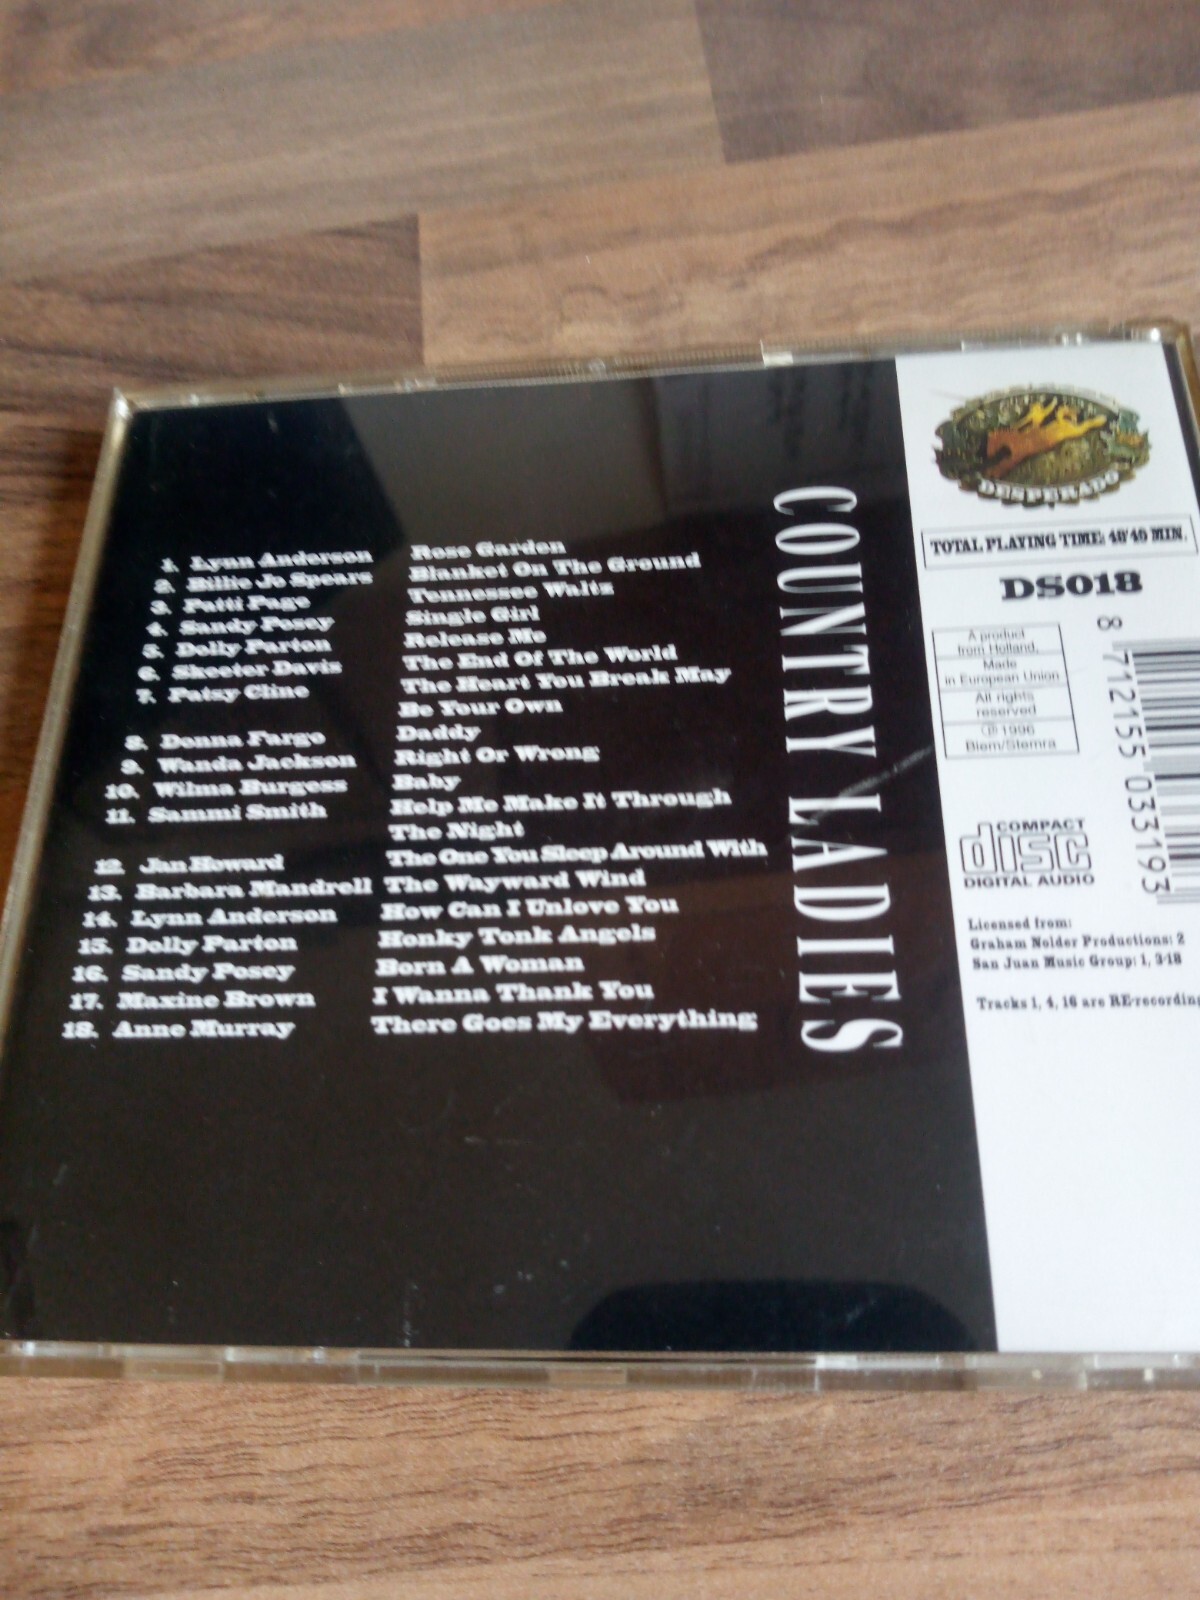 1. Lynn Anderson Rose Garden
2. Billie Jo Spears Blanket On The Ground
3. Patti Page Tennessee Waltz
4. Sandy Posey Single Girl
5. Dolly Parton Release Me
6. Skeeter Davis The End Of The World
7. Patsy Cline The Heart You Break May
Be Your Own
8. Donna Fargo Daddy
9. Wanda Jackson Right Or Wrong
10. Wilma Burgess Baby
11. Sammi Smith Help Me Make It Through
The Night
12. Jan Howard The One You Sleep Around With
13. Barbara Mandrell The Wayward Wind
14. Lynn Anderson How Can I Unlove You
15. Dolly Parton Honky Tonk Angels
16. Sandy Posey Born A Woman
17. Maxine Brown I Wanna Thank You
18. Anne Murray There Goes My Everything
COUNTRY LADIES
DESPERADO
TOTAL PLAYING TIME: MIN.
DS018
8 712155 033193
A product
from Holland,
Made
in European Union
All rights
reserved
℗ 1996
Biem/Stemra
COMPACT
disc
DIGITAL AUDIO
Licensed from:
Graham Nolder Productions: 2
San Juan Music Group: 1, 3-18
Tracks 1, 4, 16 are RE-recording